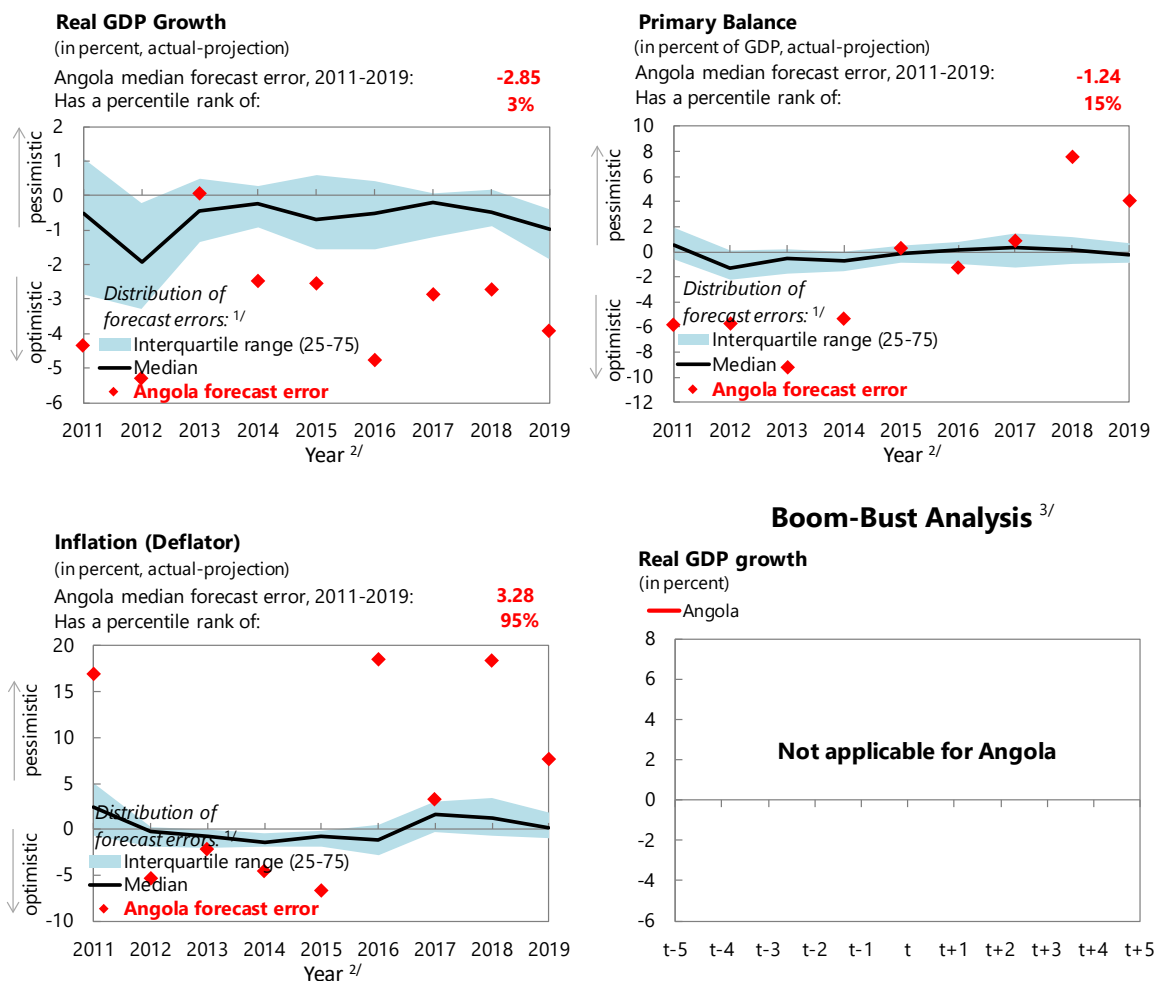 Real GDP Growth
(in percent, actual-projection)
Angola median forecast error, 2011-2019: -2.85
Has a percentile rank of: 3%
pessimistic
optimistic
2
1
0
-1
-2
-3
-4
-5
-6
Distribution of
forecast errors: 1/
Interquartile range (25-75)
Median
Angola forecast error
2011 2012 2013 2014 2015 2016 2017 2018 2019
Year 2/
Primary Balance
(in percent of GDP, actual-projection)
Angola median forecast error, 2011-2019: -1.24
Has a percentile rank of: 15%
pessimistic
optimistic
10
8
6
4
2
0
-2
-4
-6
-8
-10
-12
Distribution of
forecast errors: 1/
Interquartile range (25-75)
Median
Angola forecast error
2011 2012 2013 2014 2015 2016 2017 2018 2019
Year 2/
Inflation (Deflator)
(in percent, actual-projection)
Angola median forecast error, 2011-2019: 3.28
Has a percentile rank of: 95%
pessimistic
optimistic
20
15
10
5
0
-5
-10
Distribution of
forecast errors: 1/
Interquartile range (25-75)
Median
Angola forecast error
2011 2012 2013 2014 2015 2016 2017 2018 2019
Year 2/
Boom-Bust Analysis 3/
Real GDP growth
(in percent)
Angola
8
6
4
2
0
-2
-4
-6
Not applicable for Angola
t-5 t-4 t-3 t-2 t-1 t t+1 t+2 t+3 t+4 t+5